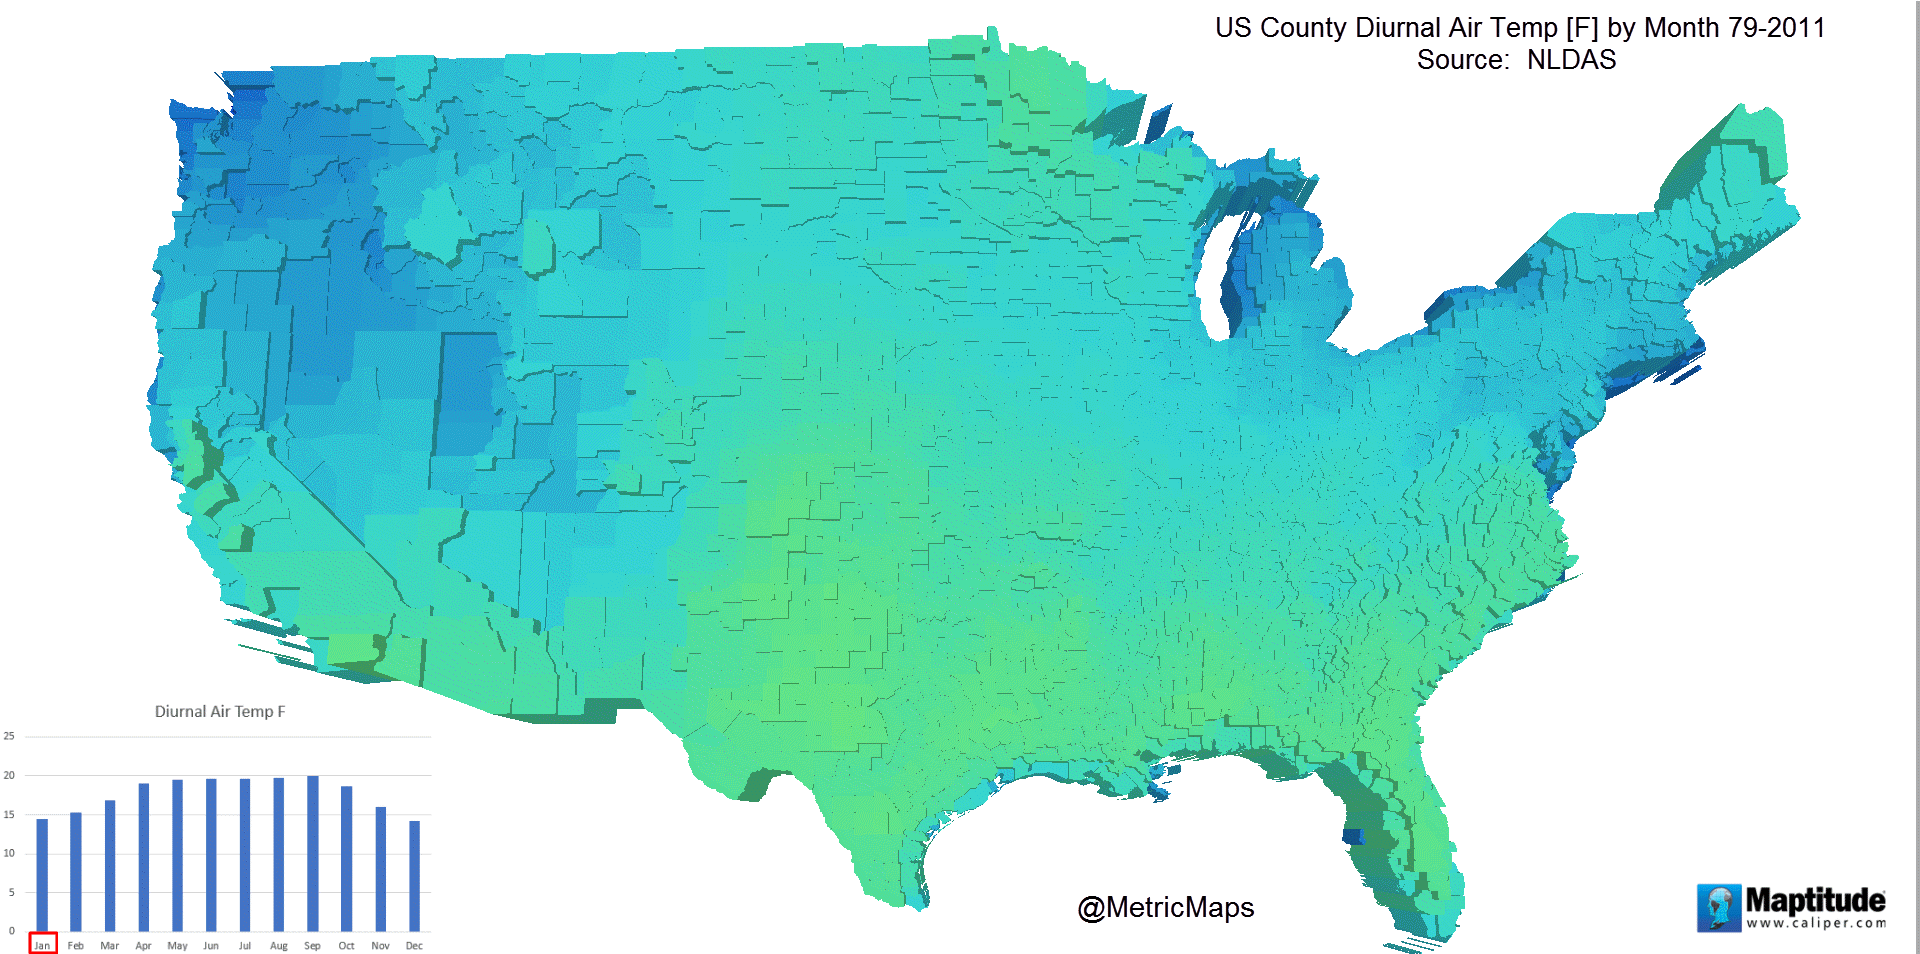 US County Diurnal Air Temp [F] by Month 79-2011
Source: NLDAS
Diurnal Air Temp F
25
20
15
10
5
0
Jan Feb Mar Apr May Jun Jul Aug Sep Oct Nov Dec
@MetricMaps
Maptitude
www.caliper.com